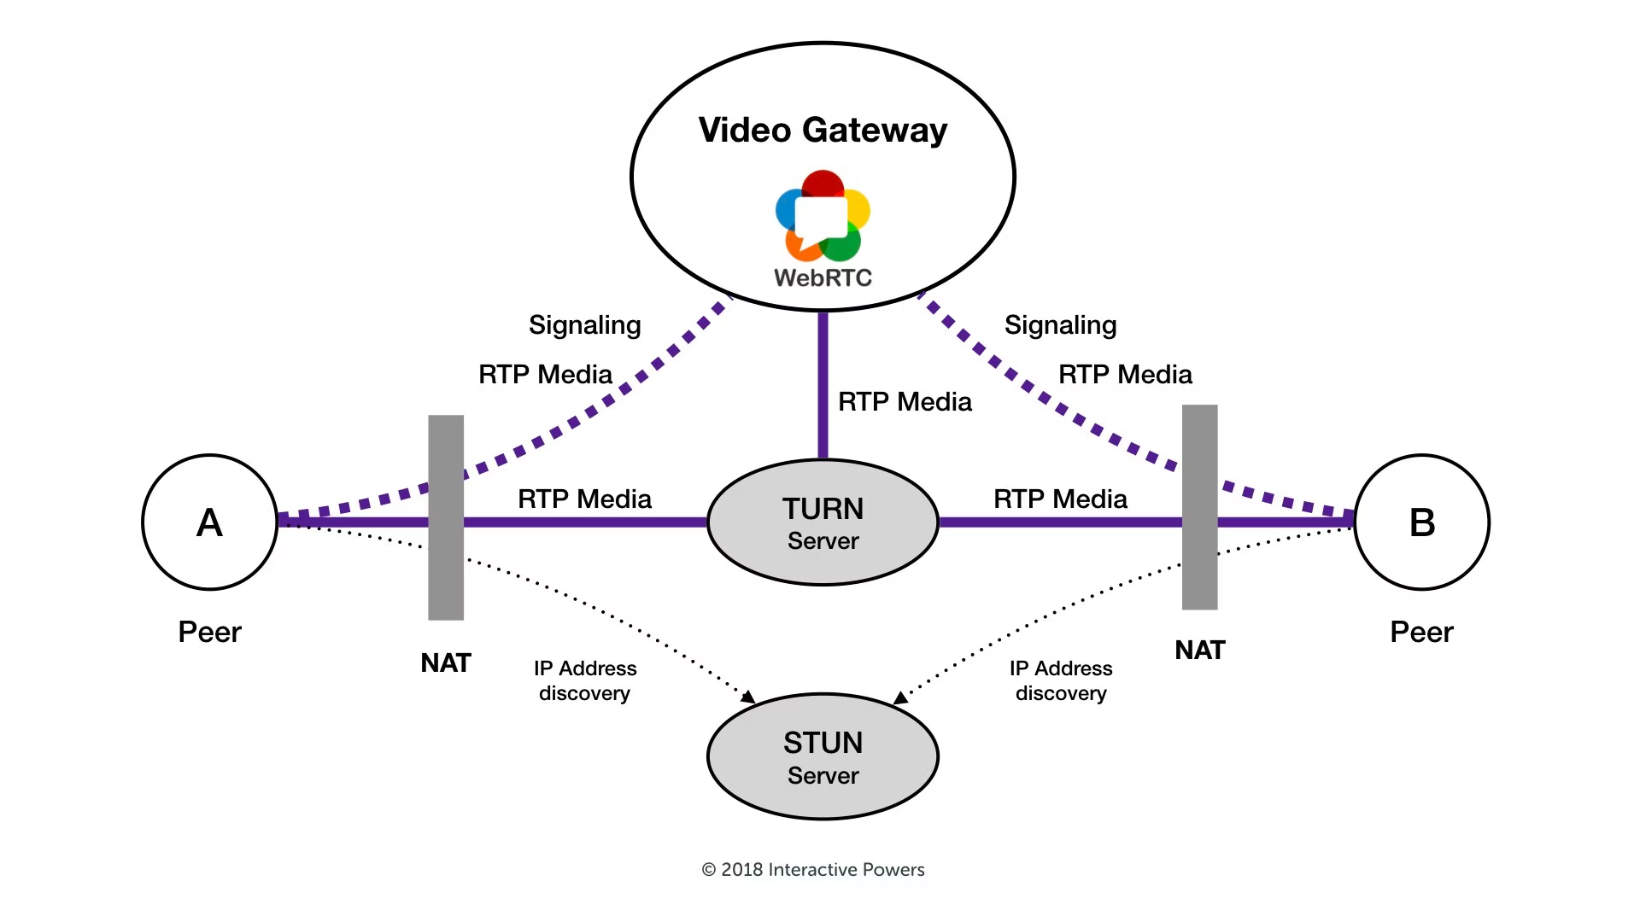 Video Gateway
WebRTC
Signaling
Signaling
RTP Media
RTP Media
RTP Media
RTP Media
RTP Media
TURN
Server
A
B
Peer
Peer
NAT
NAT
IP Address
discovery
IP Address
discovery
STUN
Server
© 2018 Interactive Powers